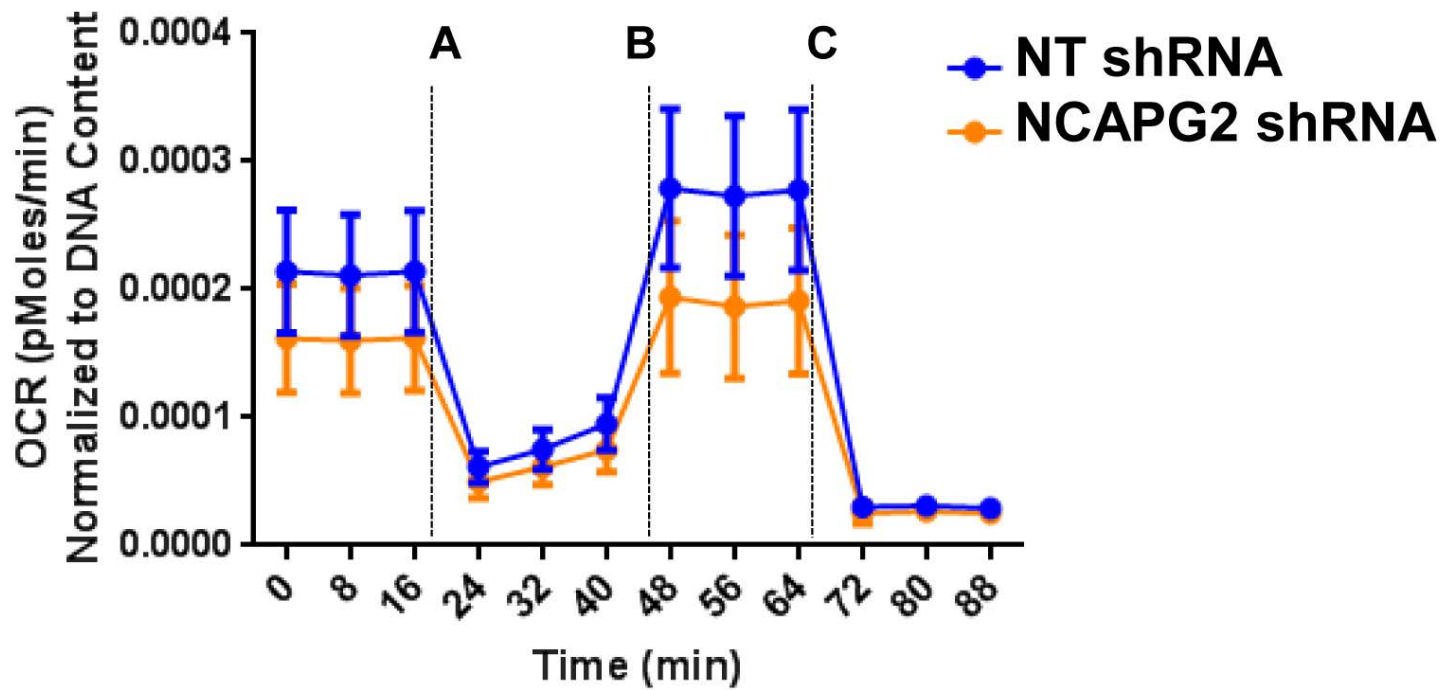 OCR (pMoles/min)
Normalized to DNA Content
0.0004
0.0003
0.0002
0.0001
0.0000
A
B
C
NT shRNA
NCAPG2 shRNA
0 8 16 24 32 40 48 56 64 72 80 88
Time (min)